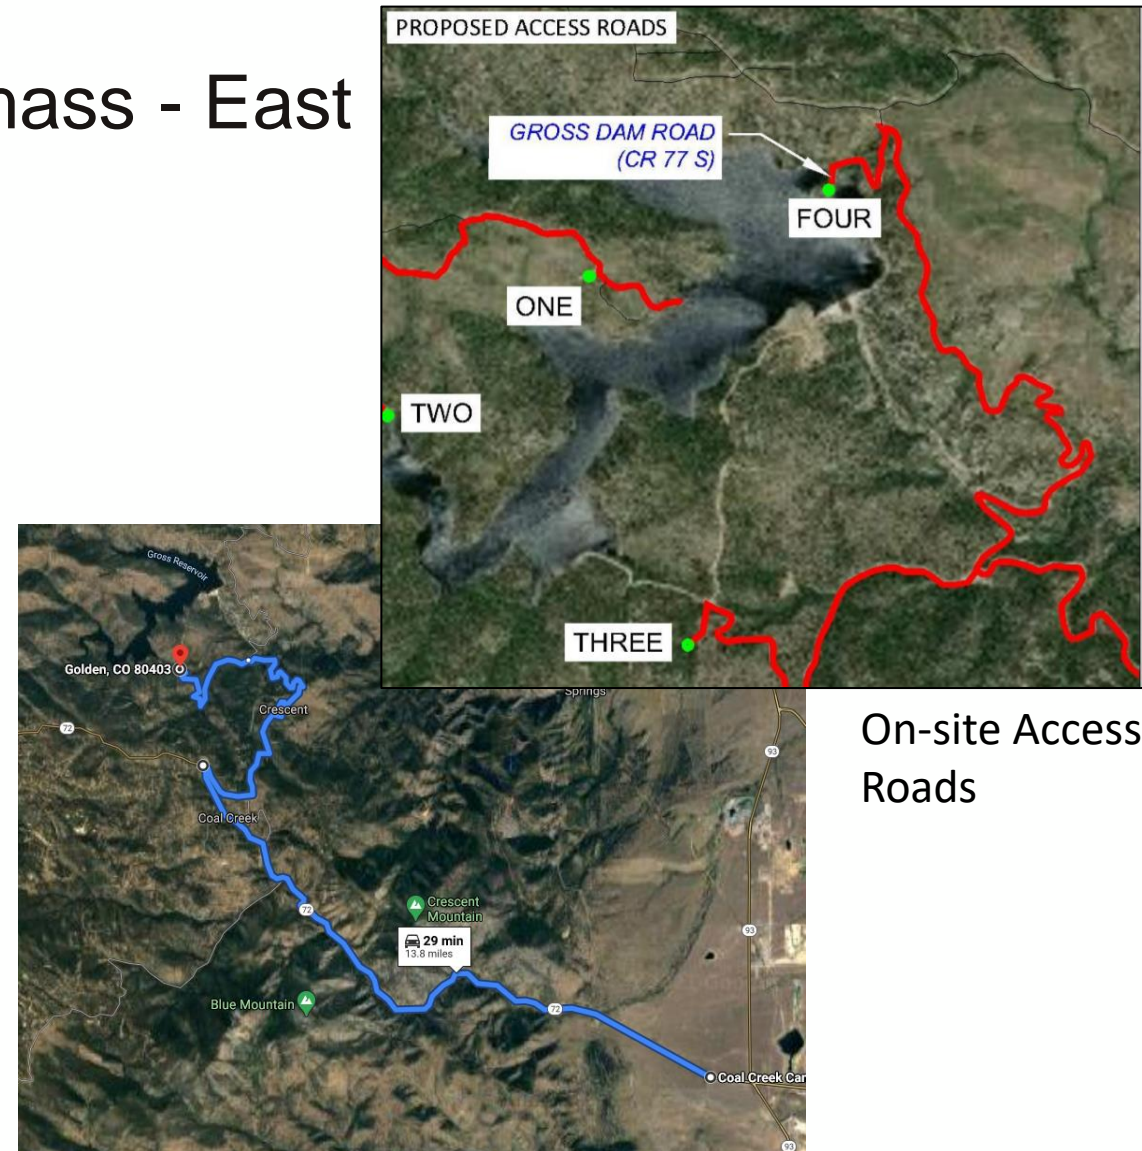 PROPOSED ACCESS ROADS
nass - East
GROSS DAM ROAD
(CR 77 S)
FOUR
ONE
TWO
THREE
Gross Reservoir
Golden, CO 80403
Springs
Crescent
72
93
On-site Access
Roads
Coal Creek
Crescent
Mountain
72
93
29 min
13.8 miles
Blue Mountain
72
Coal Creek Can
93